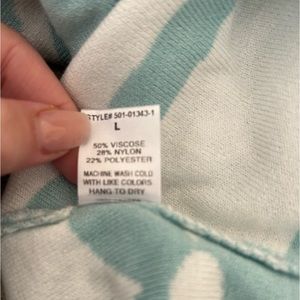 STYLE# 501-01343-1
L
50% VISCOSE
28% NYLON
22% POLYESTER
MACHINE WASH COLD
WITH LIKE COLORS
HANG TO DRY